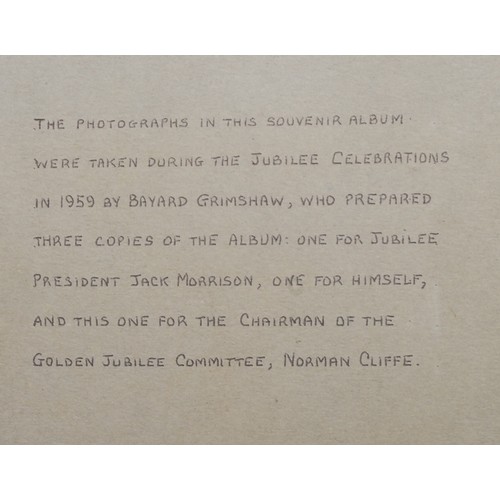 THE PHOTOGRAPHS IN THIS SOUVENIR ALBUM
WERE TAKEN DURING THE JUBILEE CELEBRATIONS
IN 1959 BY BAYARD GRIMSHAW, WHO PREPARED
THREE COPIES OF THE ALBUM: ONE FOR JUBILEE
PRESIDENT JACK MORRISON, ONE FOR HIMSELF,
AND THIS ONE FOR THE CHAIRMAN OF THE
GOLDEN JUBILEE COMMITTEE, NORMAN CLIFFE.